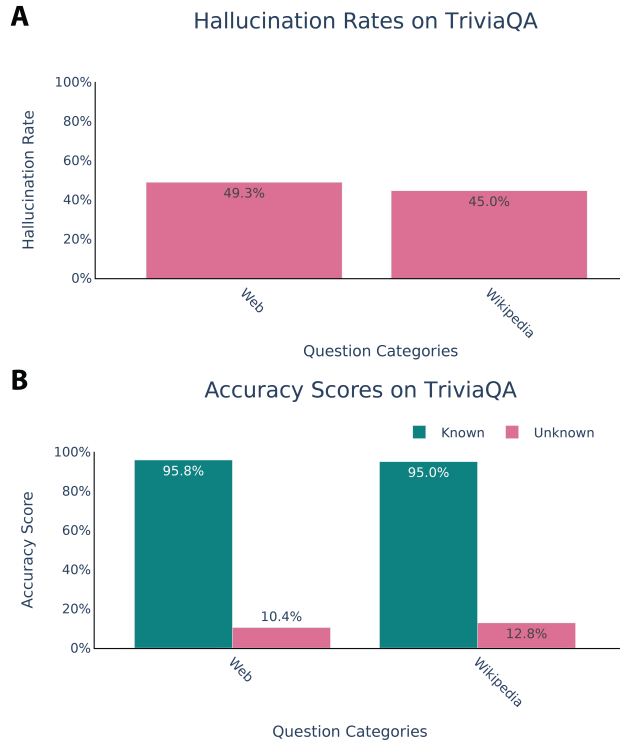 A
Hallucination Rates on TriviaQA
100%
80%
60%
40%
20%
0%
Hallucination Rate
49.3%
45.0%
Web
Wikipedia
Question Categories
B
Accuracy Scores on TriviaQA
Known
Unknown
100%
80%
60%
40%
20%
0%
Accuracy Score
95.8%
10.4%
95.0%
12.8%
Web
Wikipedia
Question Categories